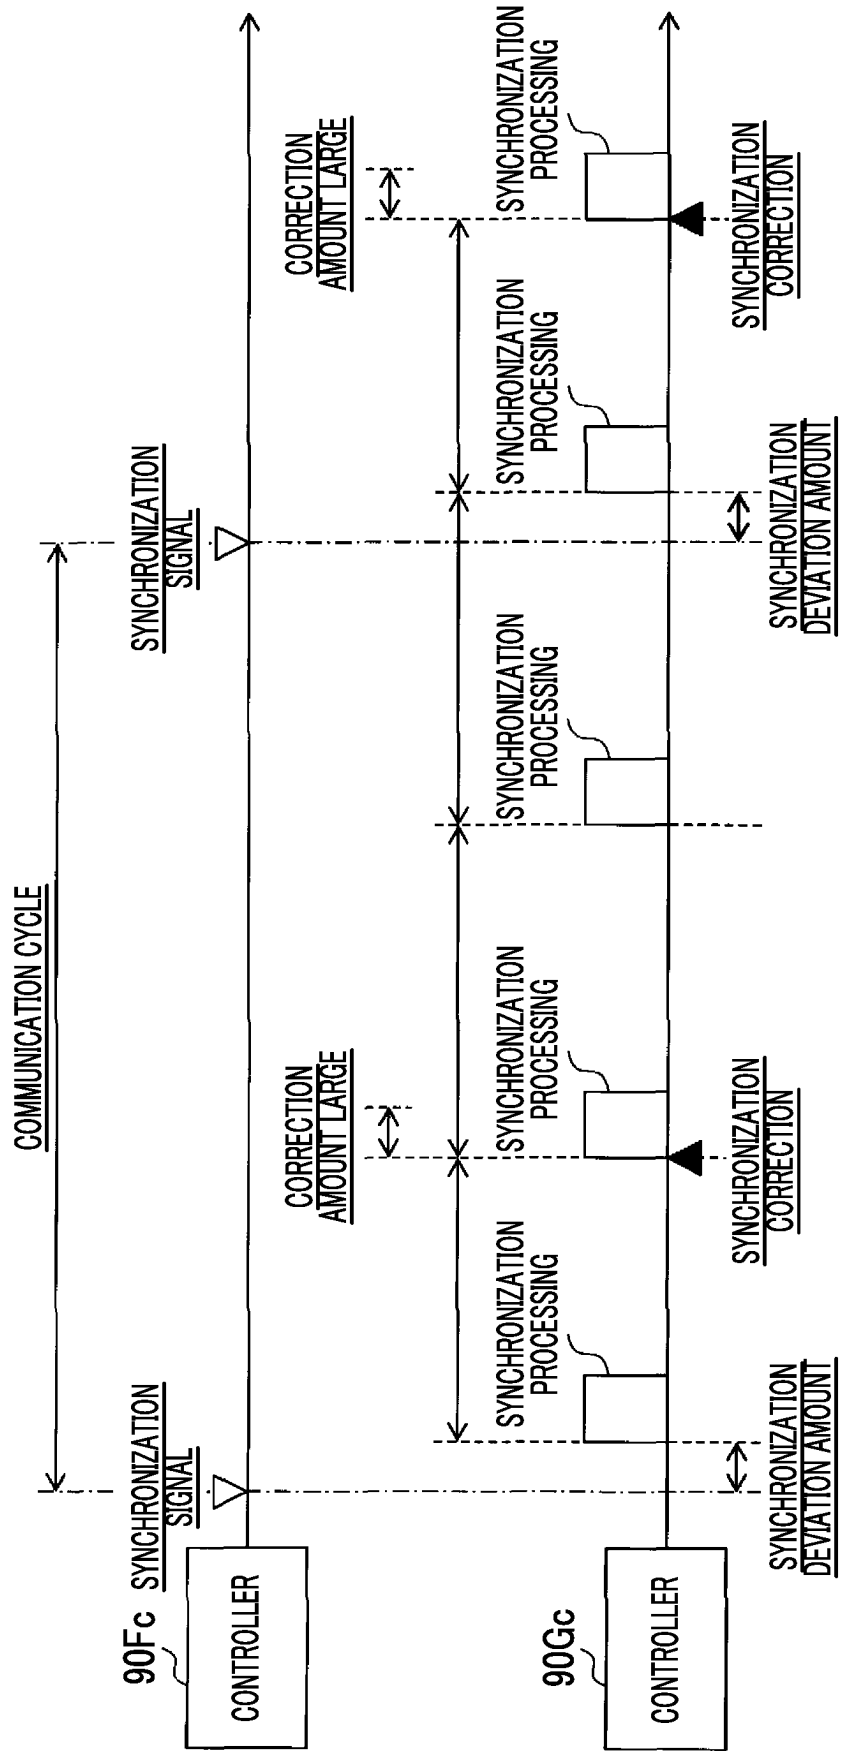 COMMUNICATION CYCLE
SYNCHRONIZATION
SIGNAL
SYNCHRONIZATION
SIGNAL
90Fc
CONTROLLER
CORRECTION
AMOUNT LARGE
CORRECTION
AMOUNT LARGE
SYNCHRONIZATION
PROCESSING
SYNCHRONIZATION
PROCESSING
SYNCHRONIZATION
PROCESSING
SYNCHRONIZATION
PROCESSING
SYNCHRONIZATION
PROCESSING
90Gc
CONTROLLER
SYNCHRONIZATION
DEVIATION AMOUNT
SYNCHRONIZATION
CORRECTION
SYNCHRONIZATION
DEVIATION AMOUNT
SYNCHRONIZATION
CORRECTION